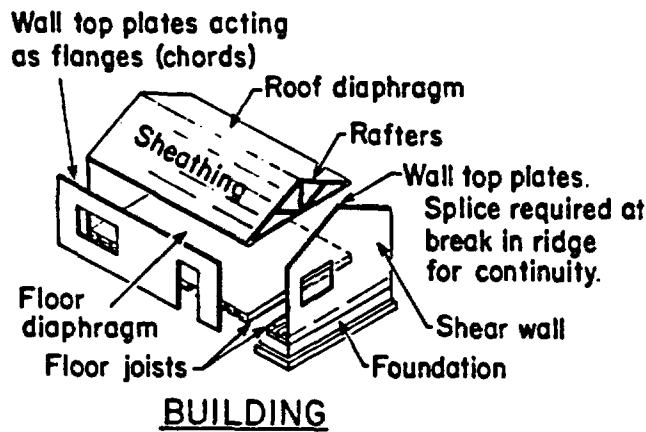 Wall top plates acting
as flanges (chords)
Roof diaphragm
Sheathing
Rafters
Wall top plates.
Splice required at
break in ridge
for continuity.
Floor
diaphragm
Floor joists
Shear wall
Foundation
BUILDING